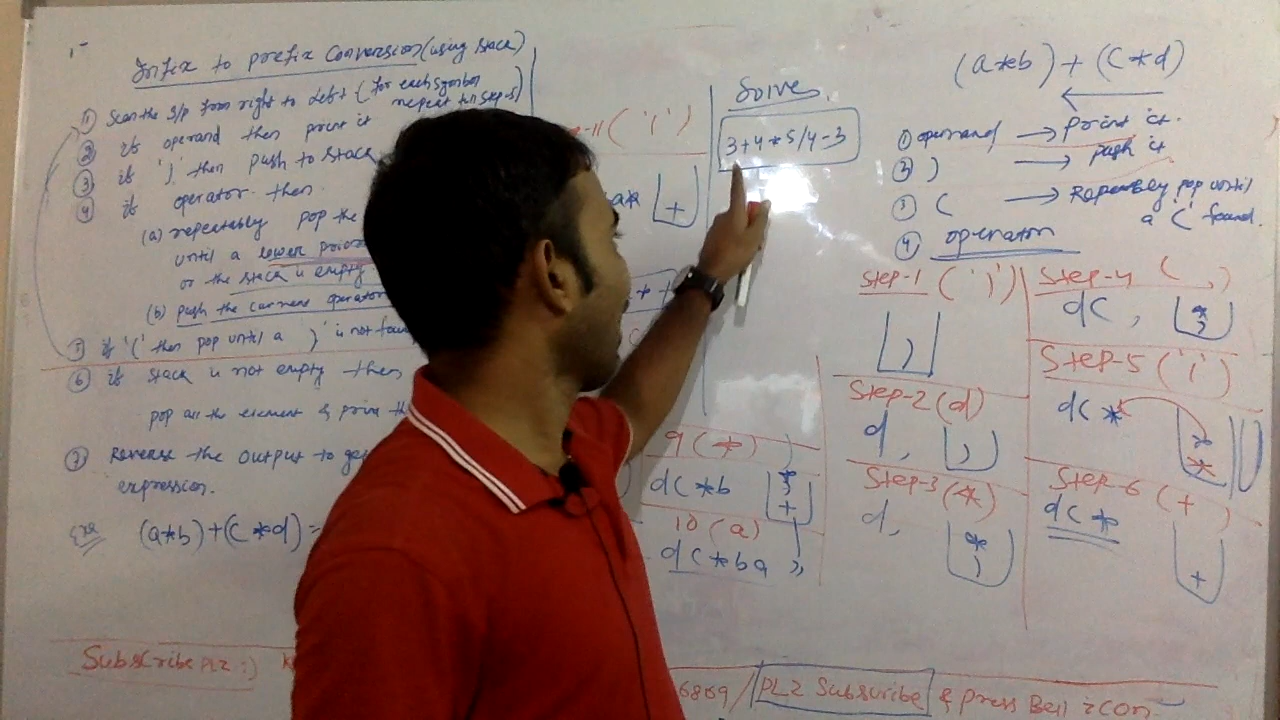 Infix to prefix conversion (using stack)
① Scan the I/p from right to left (for each symbol
repeat till step-5)
② if operand then print it
③ if ')' then push to stack
④ if operator then
(a) repeatedly pop the
until a lower prior
or the stack is empty
(b) push the current operator
⑤ if '(' then pop until a ) is not foun
⑥ if stack is not empty then
pop all the element & print th
⑦ Reverse the output to ge
expression.
Ex:- (a*b)+(c*d) =
Subscribe PLZ :)
-11 ( '(' )
a*
+
*+
9 (*)
dc*b
*
)
+
10 (a)
dc*ba
Solve
3+4*5/4-3
(a*b)+(c*d)
① operand → print it.
② ) → push it
③ ( → Repeatedly pop until
a '(' found.
④ operator
Step-1 ( ')' )
)
Step-2 (d)
d, )
Step-3 (*)
d,
*
)
Step-4 ( , )
dc,
*
)
Step-5 ( '(' )
dc*
Step-6 (+)
dc*
+
6869/ PLZ Subscribe & press Bell icon